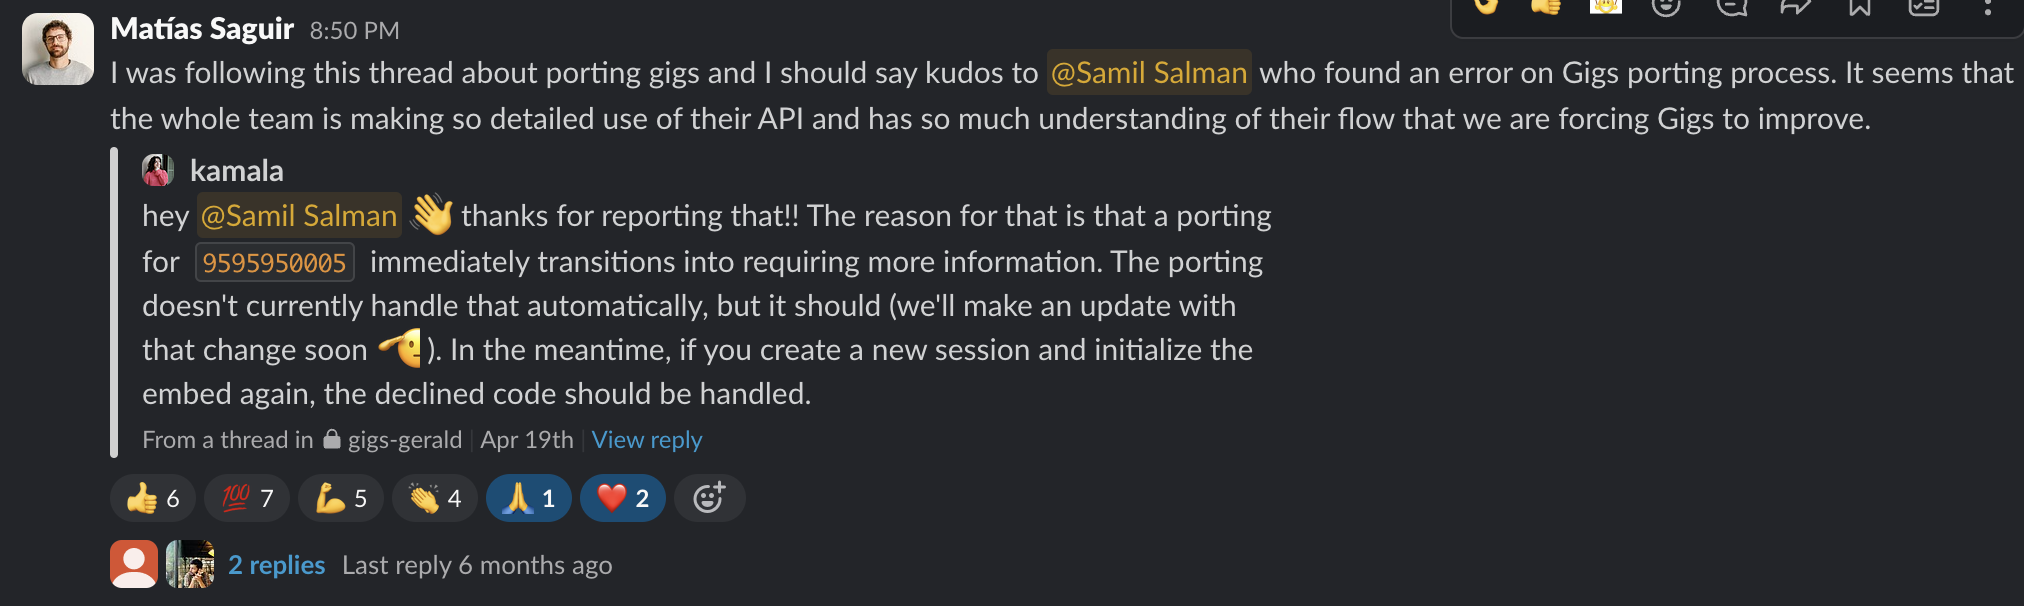 Matías Saguir 8:50 PM
I was following this thread about porting gigs and I should say kudos to @Samil Salman who found an error on Gigs porting process. It seems that
the whole team is making so detailed use of their API and has so much understanding of their flow that we are forcing Gigs to improve.
kamala
hey @Samil Salman 👋 thanks for reporting that!! The reason for that is that a porting
for 9595950005 immediately transitions into requiring more information. The porting
doesn't currently handle that automatically, but it should (we'll make an update with
that change soon ). In the meantime, if you create a new session and initialize the
embed again, the declined code should be handled.
From a thread in gigs-gerald | Apr 19th | View reply
👍 6 💯 7 💪 5 👏 4 🙏 1 ❤️ 2
2 replies Last reply 6 months ago